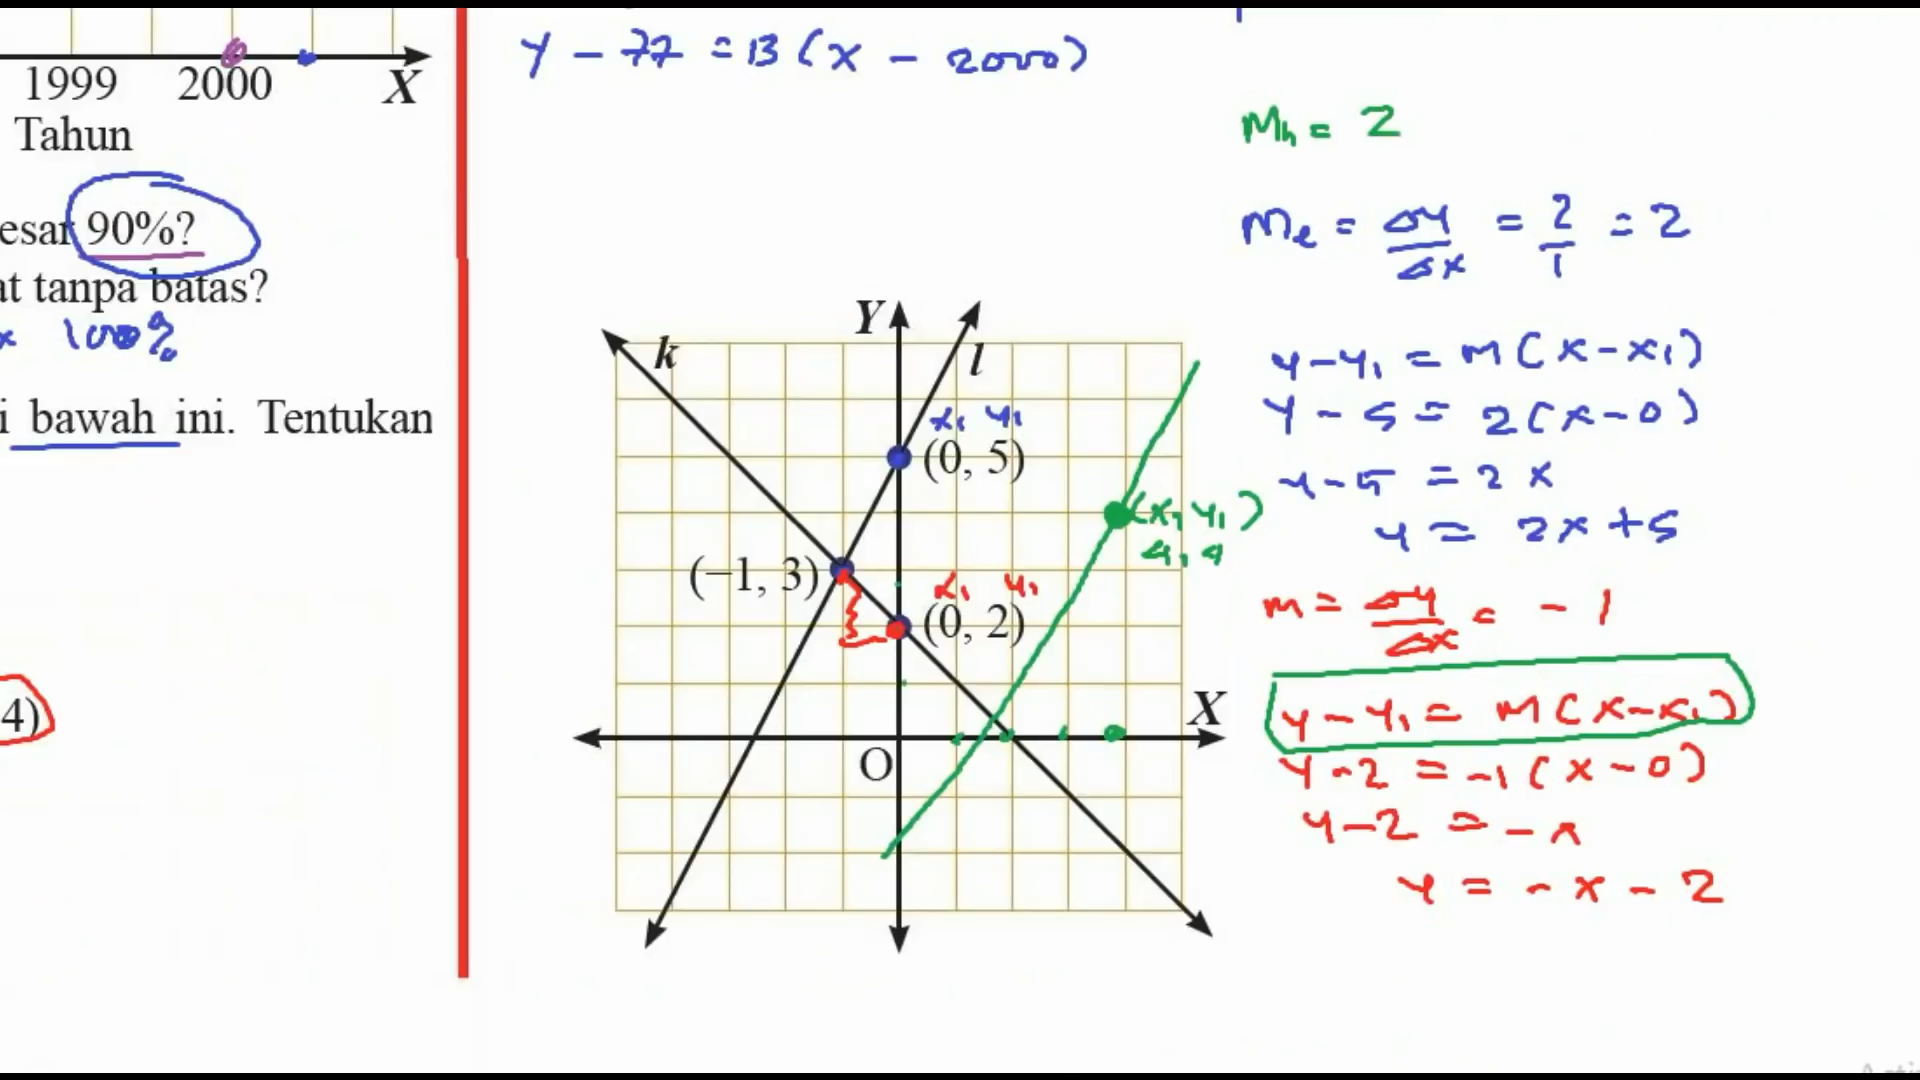 1999 2000 X
Tahun
esar 90%?
at tanpa batas?
x 100%
i bawah ini. Tentukan
4)
y - 77 = 13 (x - 2000)
Y
k
l
x1 y1
(0, 5)
(x1 y1)
4, 4
(−1, 3)
x1 y1
(0, 2)
X
O
Mh = 2
Me = Δy/Δx = 2/1 = 2
y - y1 = m(x - x1)
y - 5 = 2(x - 0)
y - 5 = 2x
y = 2x + 5
m = Δy/Δx = -1
y - y1 = m(x - x1)
y - 2 = -1(x - 0)
y - 2 = -x
y = -x - 2